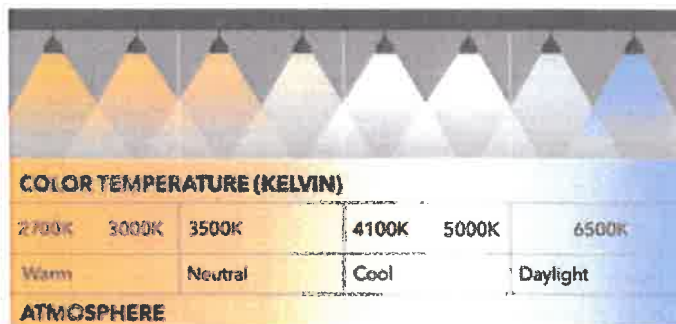 COLOR TEMPERATURE (KELVIN)
2700K 3000K 3500K 4100K 5000K 6500K
Warm Neutral Cool Daylight
ATMOSPHERE